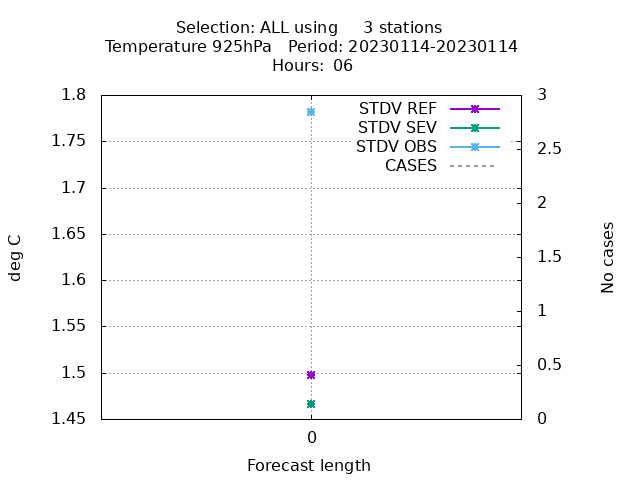 Selection: ALL using     3 stations
Temperature 925hPa   Period: 20230114-20230114
Hours:  06
1.8
1.75
1.7
1.65
1.6
1.55
1.5
1.45
deg C
STDV REF
STDV SEV
STDV OBS
CASES
3
2.5
2
1.5
1
0.5
0
No cases
0
Forecast length